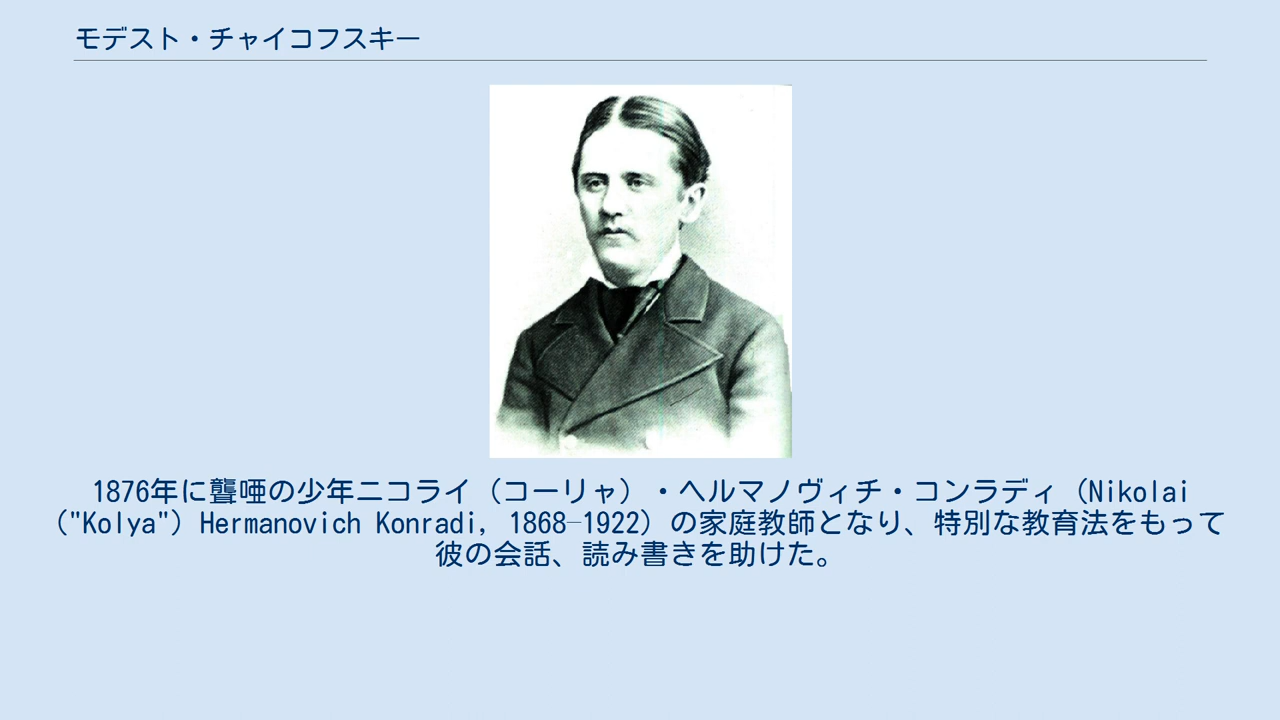 モデスト・チャイコフスキー
1876年に聾唖の少年ニコライ（コーリャ）・ヘルマノヴィチ・コンラディ（Nikolai
("Kolya") Hermanovich Konradi, 1868–1922）の家庭教師となり、特別な教育法をもって
彼の会話、読み書きを助けた。